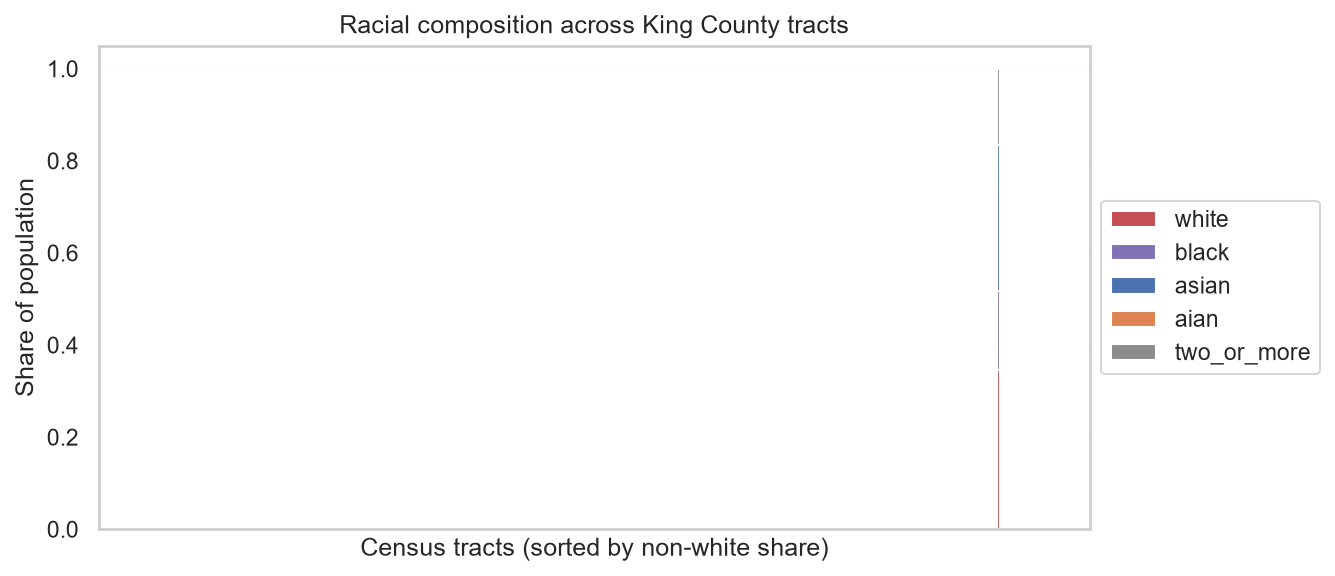 Racial composition across King County tracts
1.0
0.8
0.6
0.4
0.2
0.0
Share of population
Census tracts (sorted by non-white share)
white
black
asian
aian
two_or_more